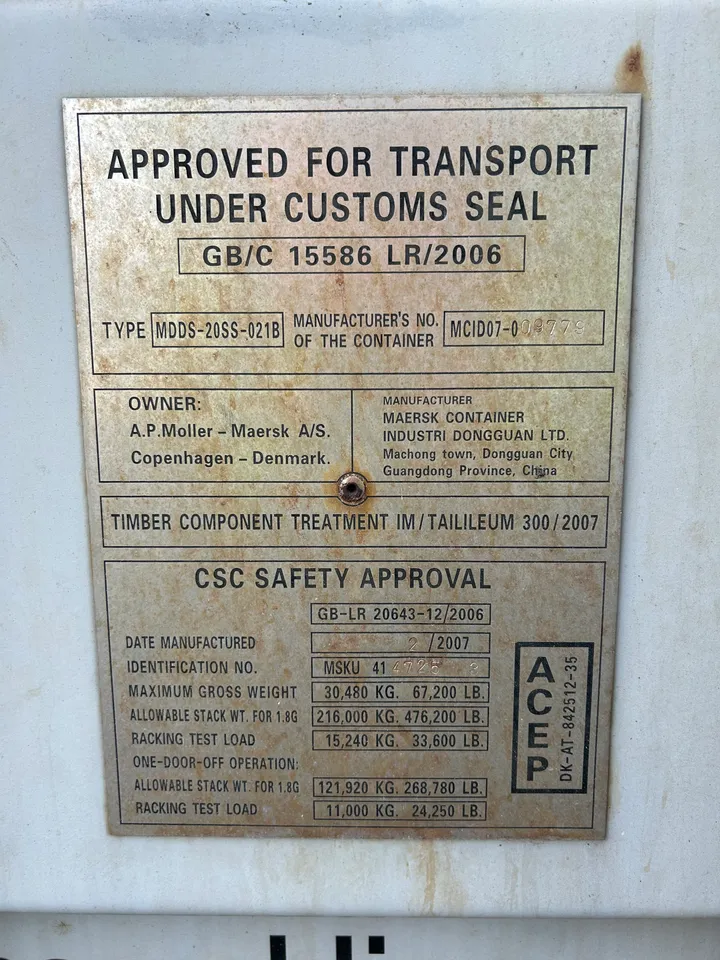 APPROVED FOR TRANSPORT
UNDER CUSTOMS SEAL
GB/C 15586 LR/2006
TYPE MDDS-20SS-021B
MANUFACTURER'S NO.
OF THE CONTAINER
OWNER:
A.P.Moller – Maersk A/S.
Copenhagen – Denmark.
MANUFACTURER
MAERSK CONTAINER
INDUSTRI DONGGUAN LTD.
Machong town, Dongguan City
Guangdong Province, China
TIMBER COMPONENT TREATMENT IM/TAILILEUM 300/2007
CSC SAFETY APPROVAL
GB-LR 20643-12/2006
DATE MANUFACTURED 2/2007
IDENTIFICATION NO. MSKU 41
MAXIMUM GROSS WEIGHT 30,480 KG. 67,200 LB.
ALLOWABLE STACK WT. FOR 1.8G 216,000 KG. 476,200 LB.
RACKING TEST LOAD 15,240 KG. 33,600 LB.
ONE-DOOR-OFF OPERATION:
ALLOWABLE STACK WT. FOR 1.8G 121,920 KG. 268,780 LB.
RACKING TEST LOAD 11,000 KG. 24,250 LB.
ACEP
DK-AT-842512-35